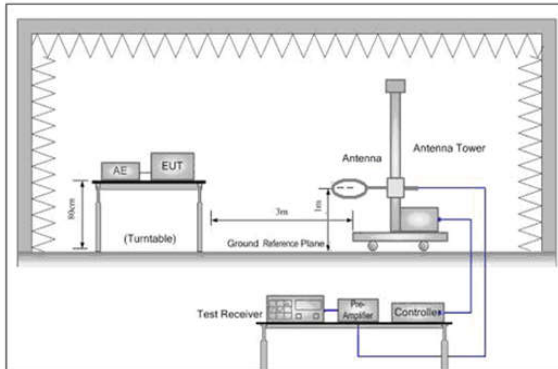 Antenna Tower
Antenna
EUT
AE
80cm
1m
3m
(Turntable)
Ground Reference Plane
Test Receiver
Pre-
Amplifier
Controller